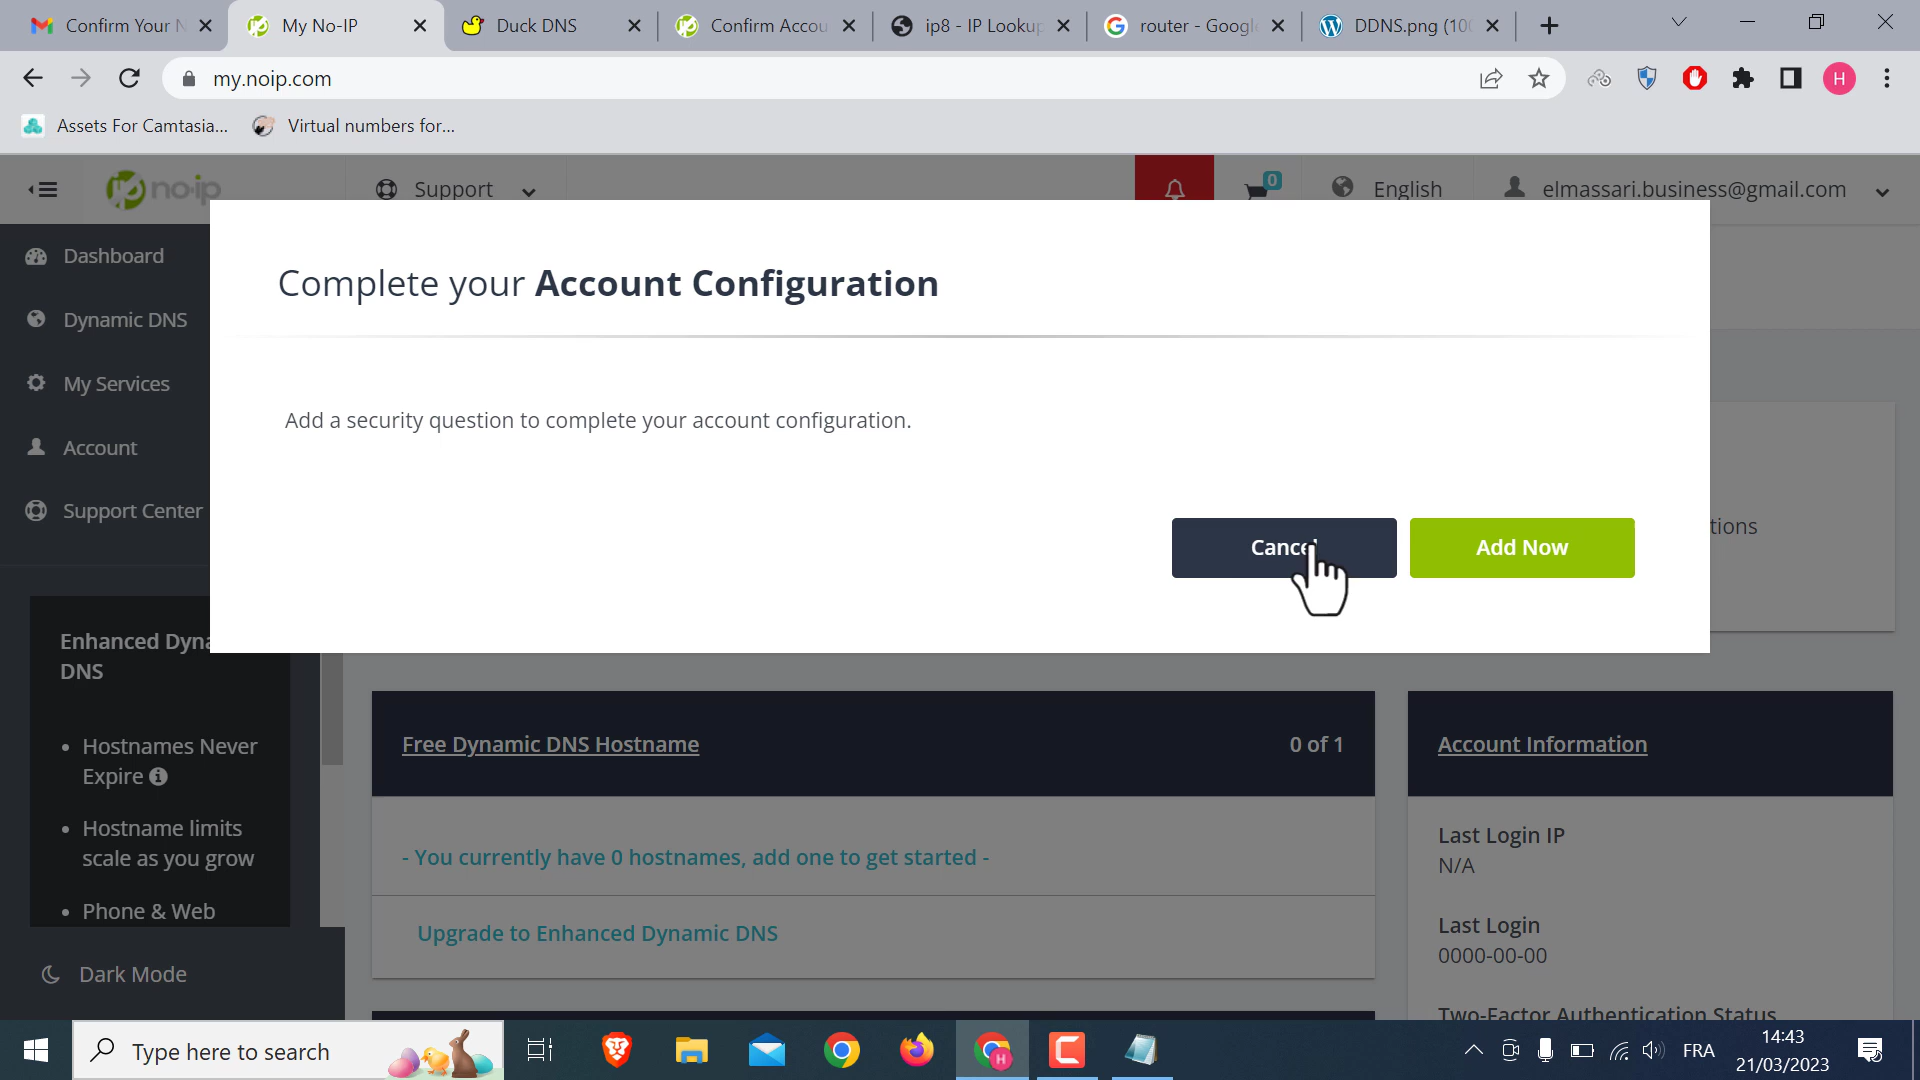 Confirm Your N
My No-IP
Duck DNS
Confirm Accou
ip8 - IP Lookup
router - Googl
DDNS.png (10
my.noip.com
H
Assets For Camtasia...
Virtual numbers for...
no-ip
Support
0
English
elmassari.business@gmail.com
Dashboard
Dynamic DNS
My Services
Account
Support Center
Complete your Account Configuration
Add a security question to complete your account configuration.
Cancel
Add Now
tions
Enhanced Dyna
DNS
Hostnames Never
Expire
Hostname limits
scale as you grow
Phone & Web
Dark Mode
Free Dynamic DNS Hostname
0 of 1
- You currently have 0 hostnames, add one to get started -
Upgrade to Enhanced Dynamic DNS
Account Information
Last Login IP
N/A
Last Login
0000-00-00
Two-Factor Authentication Status
Type here to search
FRA
14:43
21/03/2023